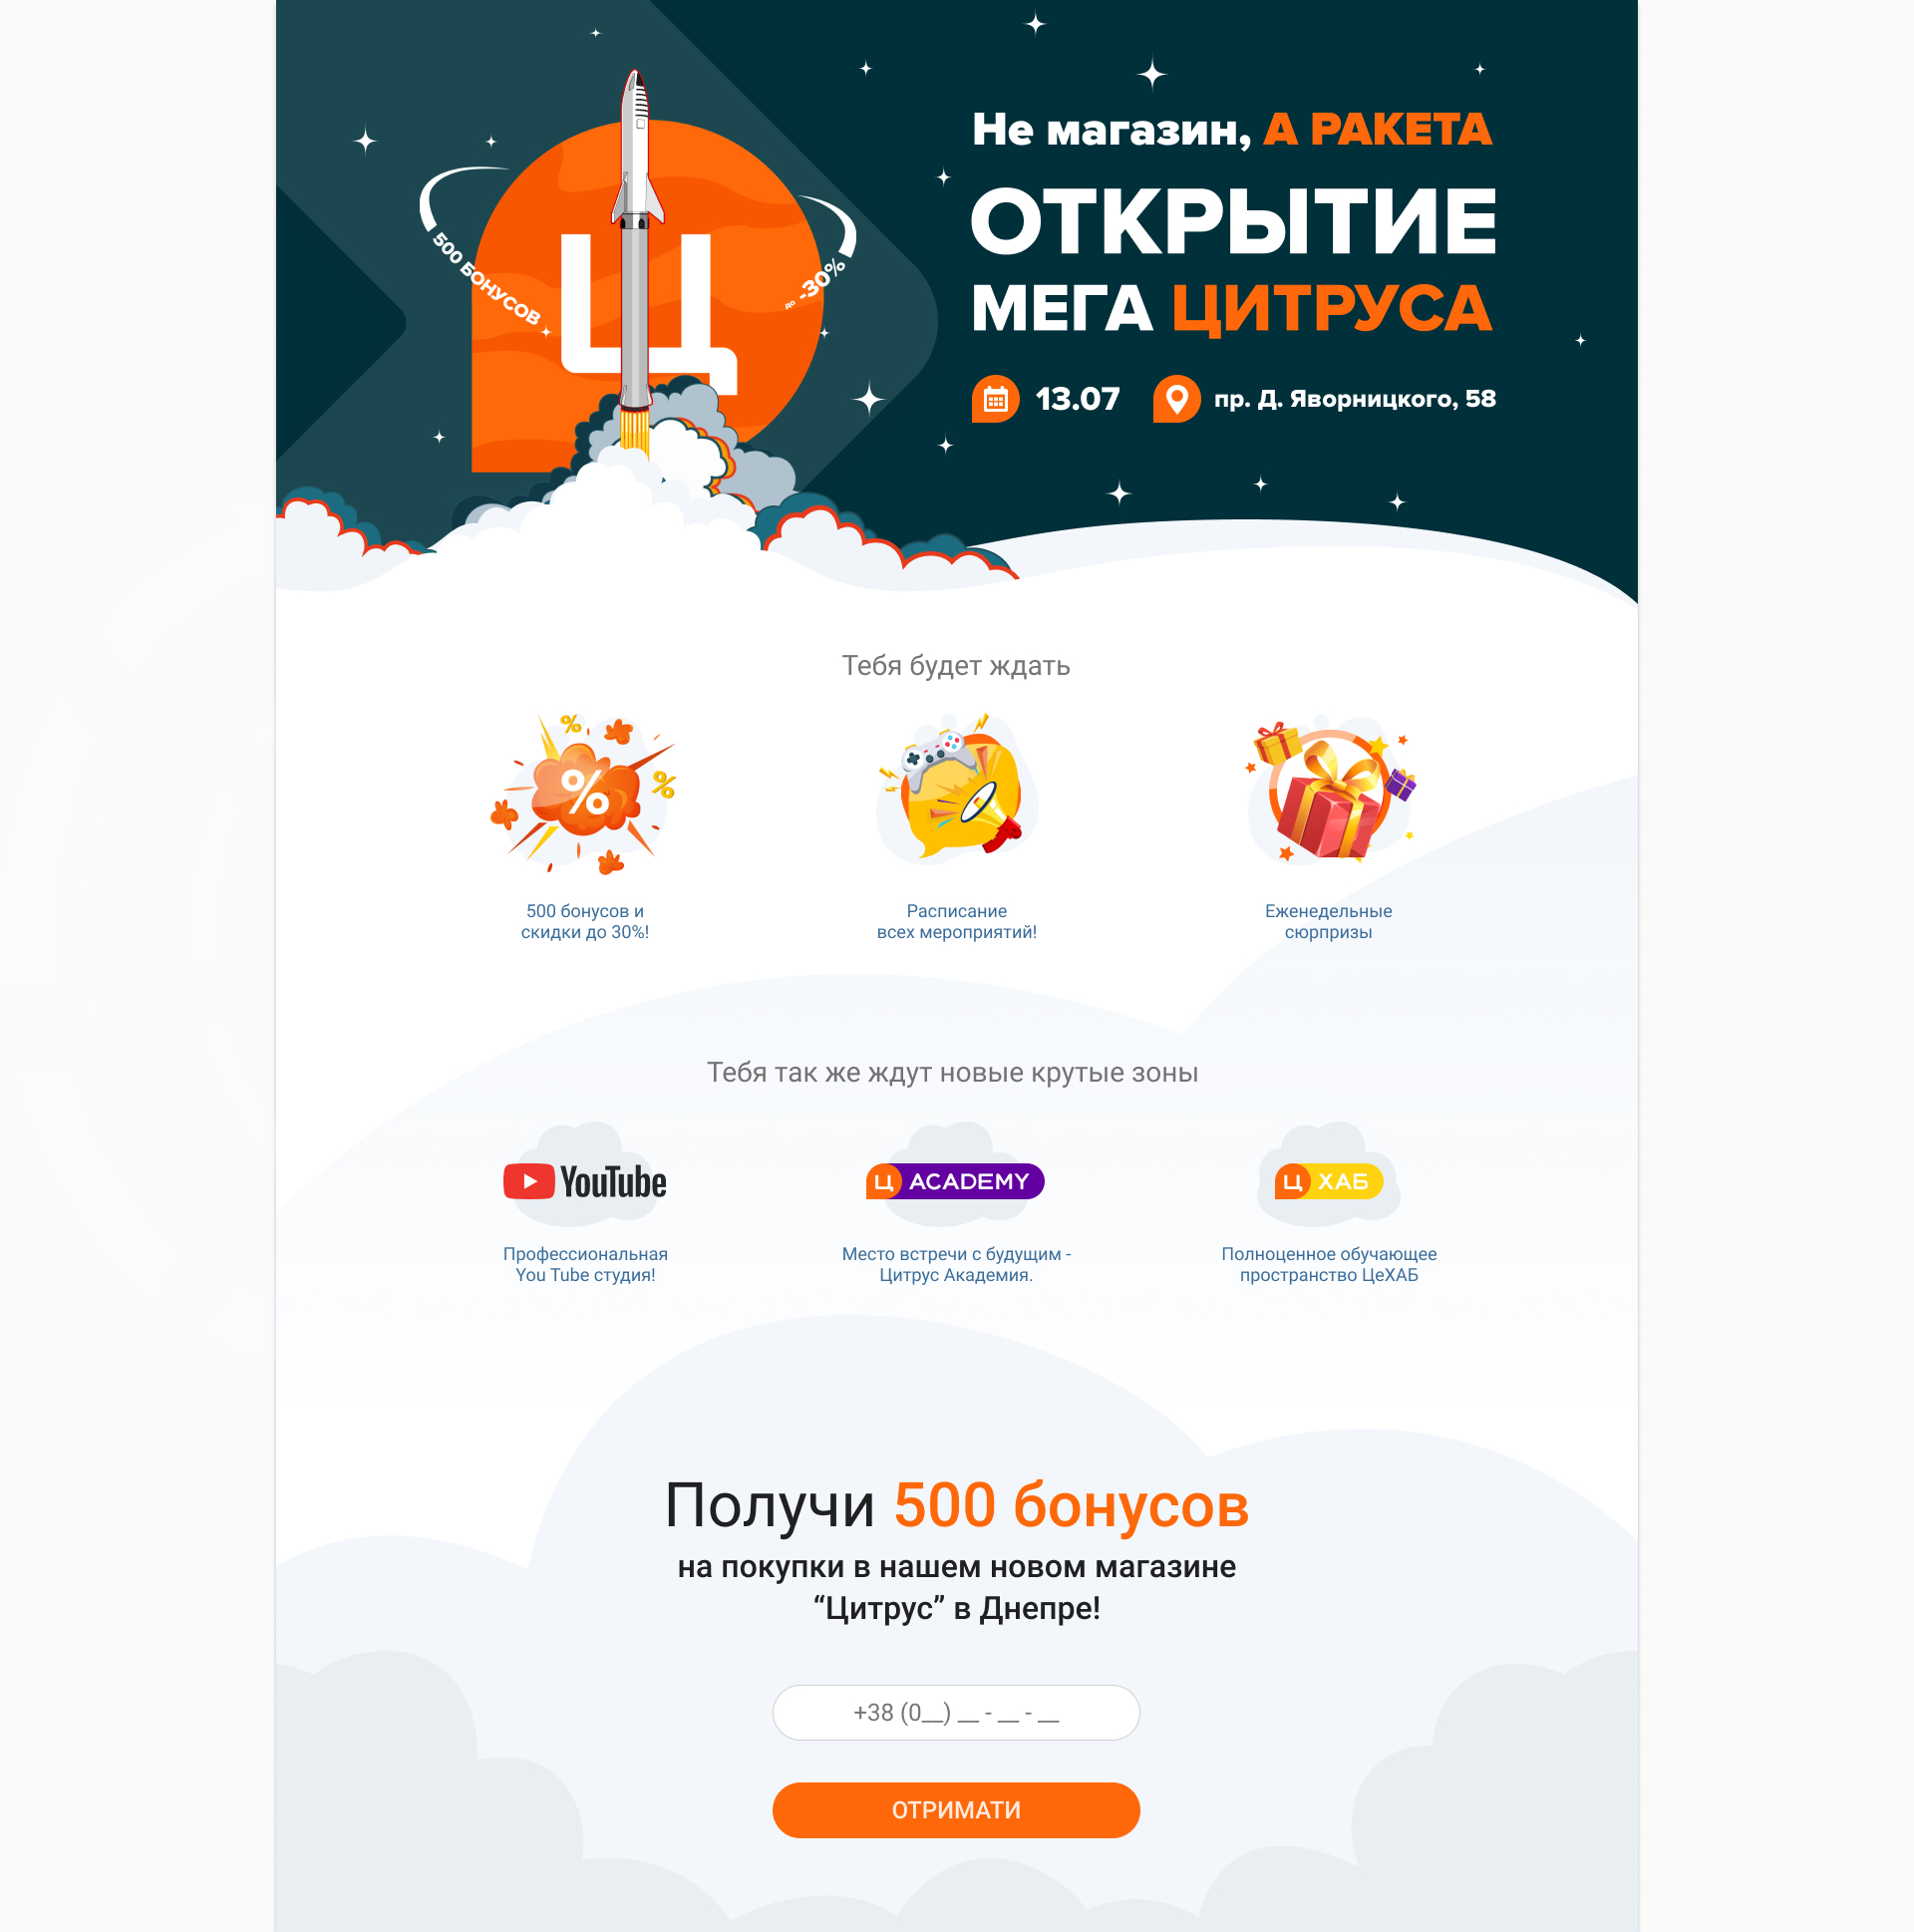 Не магазин, А РАКЕТА
ОТКРЫТИЕ
МЕГА ЦИТРУСА
13.07
пр. Д. Яворницкого, 58
500 БОНУСОВ
до -30%
Ц
Тебя будет ждать
%
%
%
500 бонусов и
скидки до 30%!
Расписание
всех мероприятий!
Еженедельные
сюрпризы
Тебя так же ждут новые крутые зоны
YouTube
Ц ACADEMY
Ц ХАБ
Профессиональная
You Tube студия!
Место встречи с будущим -
Цитрус Академия.
Полноценное обучающее
пространство ЦеХАБ
Получи 500 бонусов
на покупки в нашем новом магазине
“Цитрус” в Днепре!
+38 (0__) __ - __ - __
ОТРИМАТИ